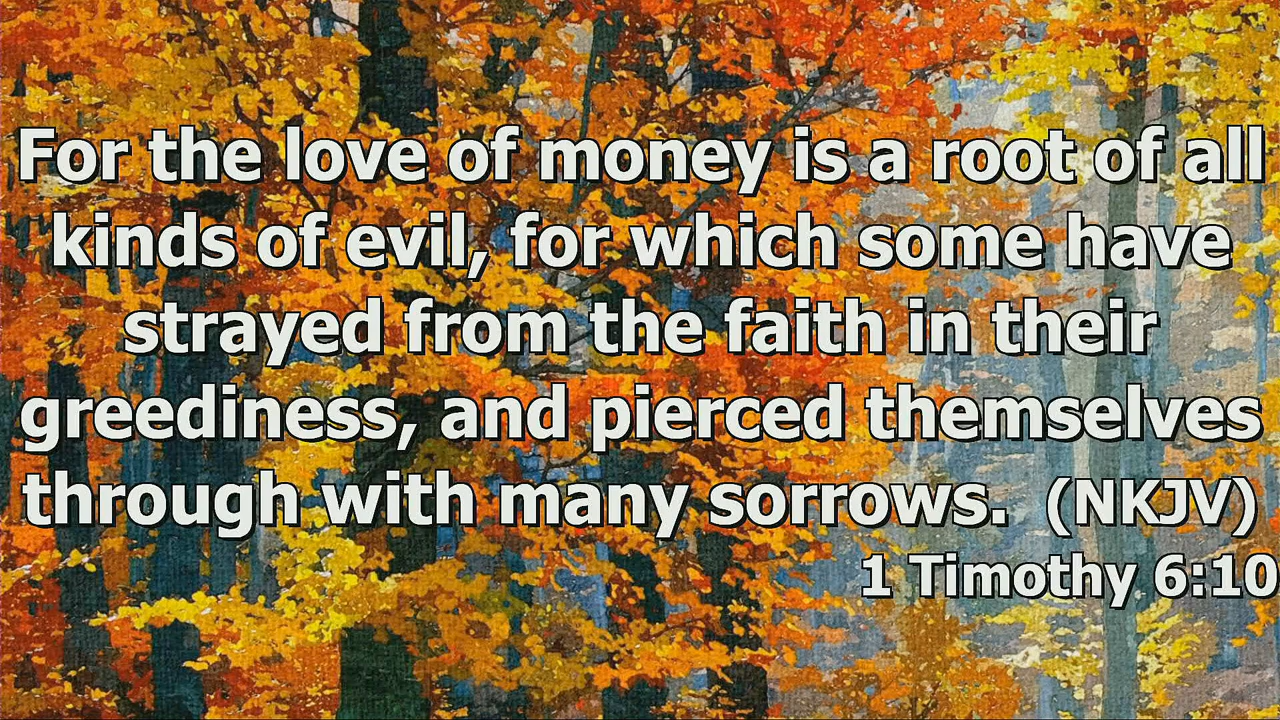 For the love of money is a root of all
kinds of evil, for which some have
strayed from the faith in their
greediness, and pierced themselves
through with many sorrows. (NKJV)
1 Timothy 6:10